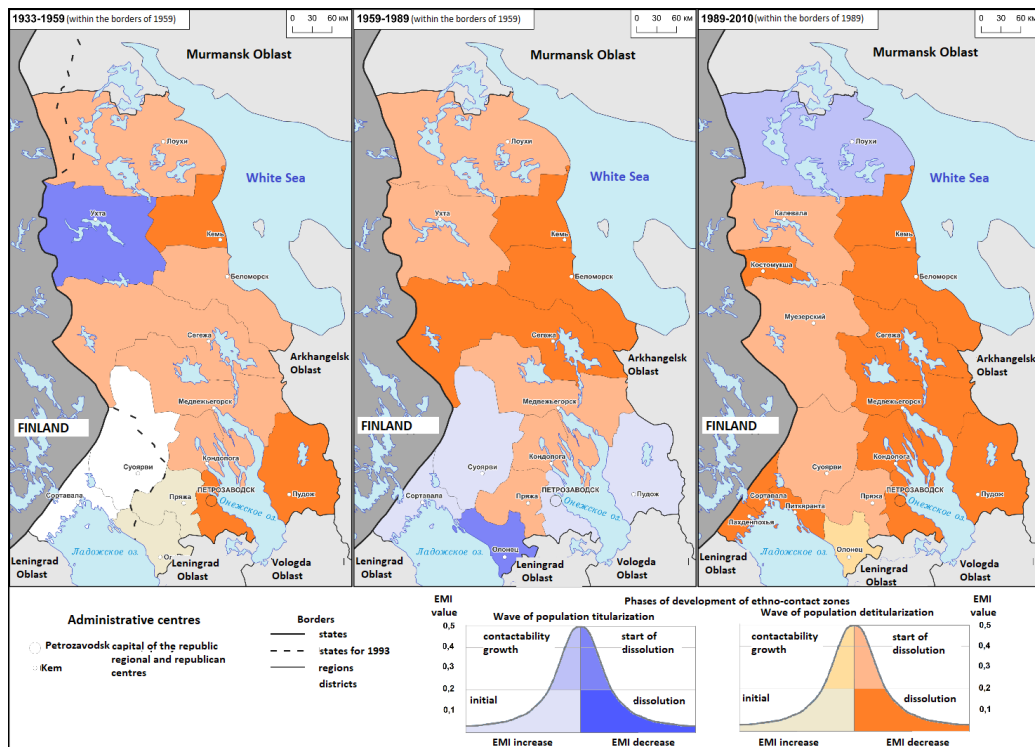 1933-1959 (within the borders of 1959)
0 30 60 км
Murmansk Oblast
Лоухи
White Sea
Ухта
Кемь
Беломорск
Сегежа
Arkhangelsk
Oblast
Медвежьегорск
FINLAND
Суоярви
Кондопога
Сортавала
Пряжа
ПЕТРОЗАВОДСК
Пудож
Онежское оз.
Ладожское оз.
Ол
Leningrad
Oblast
Leningrad
Oblast
Vologda
Oblast
1959-1989 (within the borders of 1959)
0 30 60 км
Murmansk Oblast
Лоухи
White Sea
Ухта
Кемь
Беломорск
Сегежа
Arkhangelsk
Oblast
Медвежьегорск
FINLAND
Суоярви
Кондопога
Сортавала
Пряжа
ПЕТРОЗАВОДСК
Пудож
Онежское оз.
Ладожское оз.
Олонец
Leningrad
Oblast
Leningrad
Oblast
Vologda
Oblast
1989-2010 (within the borders of 1989)
0 30 60 км
Murmansk Oblast
Лоухи
White Sea
Калевала
Кемь
Костомукша
Беломорск
Муезерский
Сегежа
Arkhangelsk
Oblast
Медвежьегорск
FINLAND
Кондопога
Суоярви
Сортавала
Питкяранта
Пряжа
ПЕТРОЗАВОДСК
Пудож
Онежское оз.
Лахденпохья
Ладожское оз.
Олонец
Leningrad
Oblast
Leningrad
Oblast
Vologda
Oblast
Administrative centres
Petrozavodsk capital of the republic
Kem regional and republican
centres
Borders
states
states for 1993
regions
districts
Phases of development of ethno-contact zones
EMI
value
Wave of population titularization
0,5
0,4
0,3
0,2
0,1
contactability
growth
start of
dissolution
initial
dissolution
EMI increase
EMI decrease
Wave of population detitularization
EMI
value
0,5
0,4
0,3
0,2
0,1
contactability
growth
start of
dissolution
initial
dissolution
EMI increase
EMI decrease